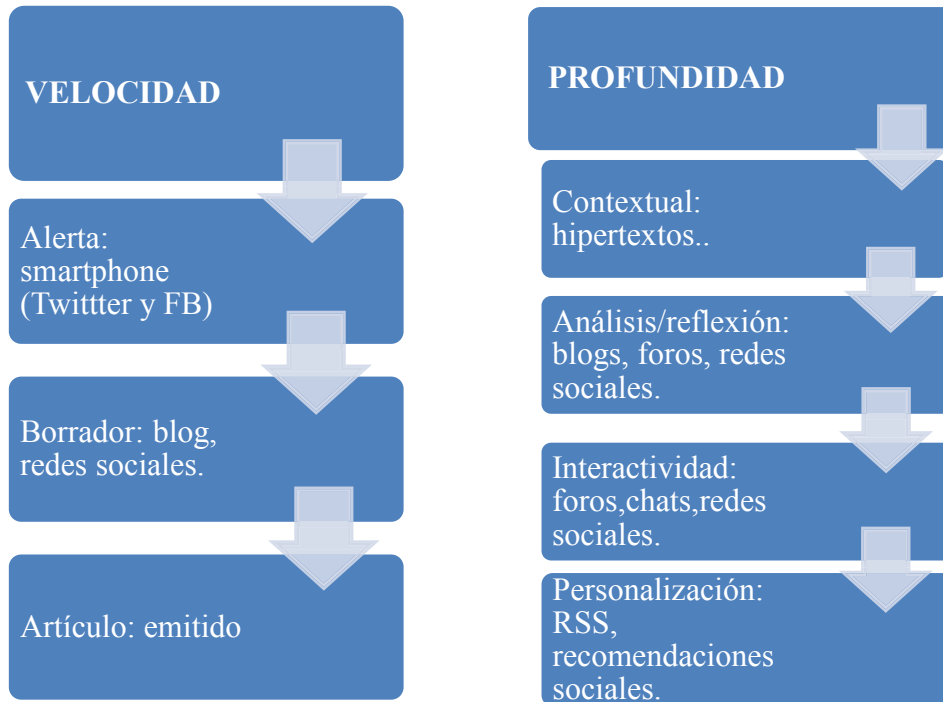 VELOCIDAD
Alerta:
smartphone
(Twittter y FB)
Borrador: blog,
redes sociales.
Artículo: emitido
PROFUNDIDAD
Contextual:
hipertextos..
Análisis/reflexión:
blogs, foros, redes
sociales.
Interactividad:
foros,chats,redes
sociales.
Personalización:
RSS,
recomendaciones
sociales.